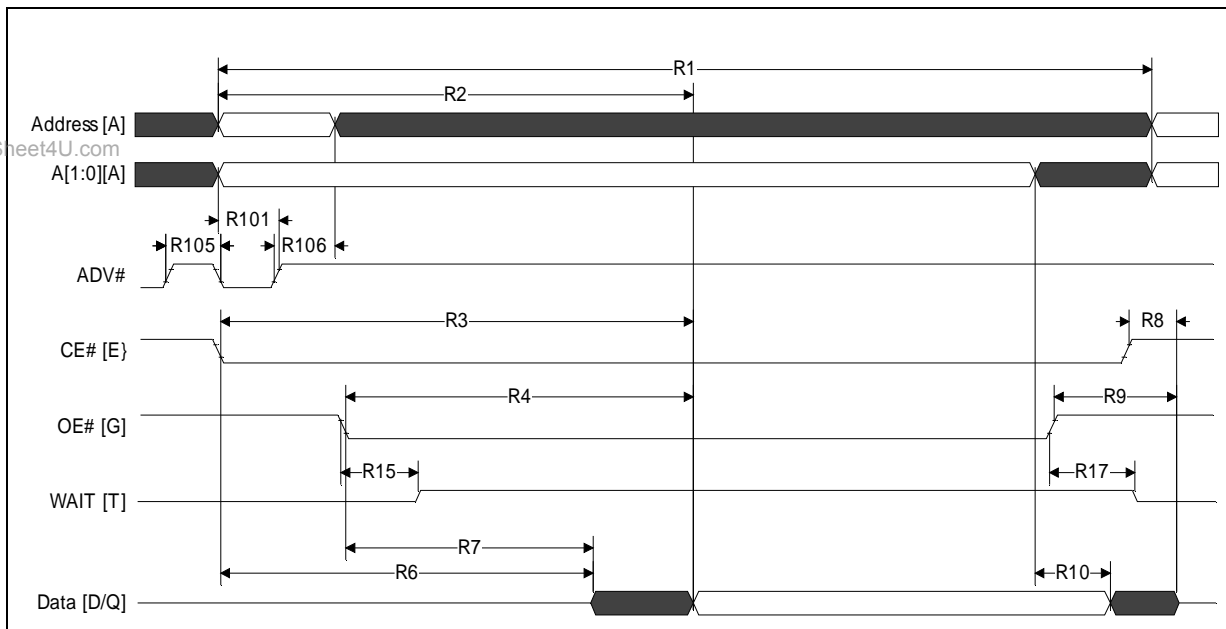 R1
R2
Address [A]
heet4U.com
A[1:0][A]
R101
R105
R106
ADV#
R3
R8
CE# [E}
R4
R9
OE# [G]
R15
R17
WAIT [T]
R7
R6
R10
Data [D/Q]